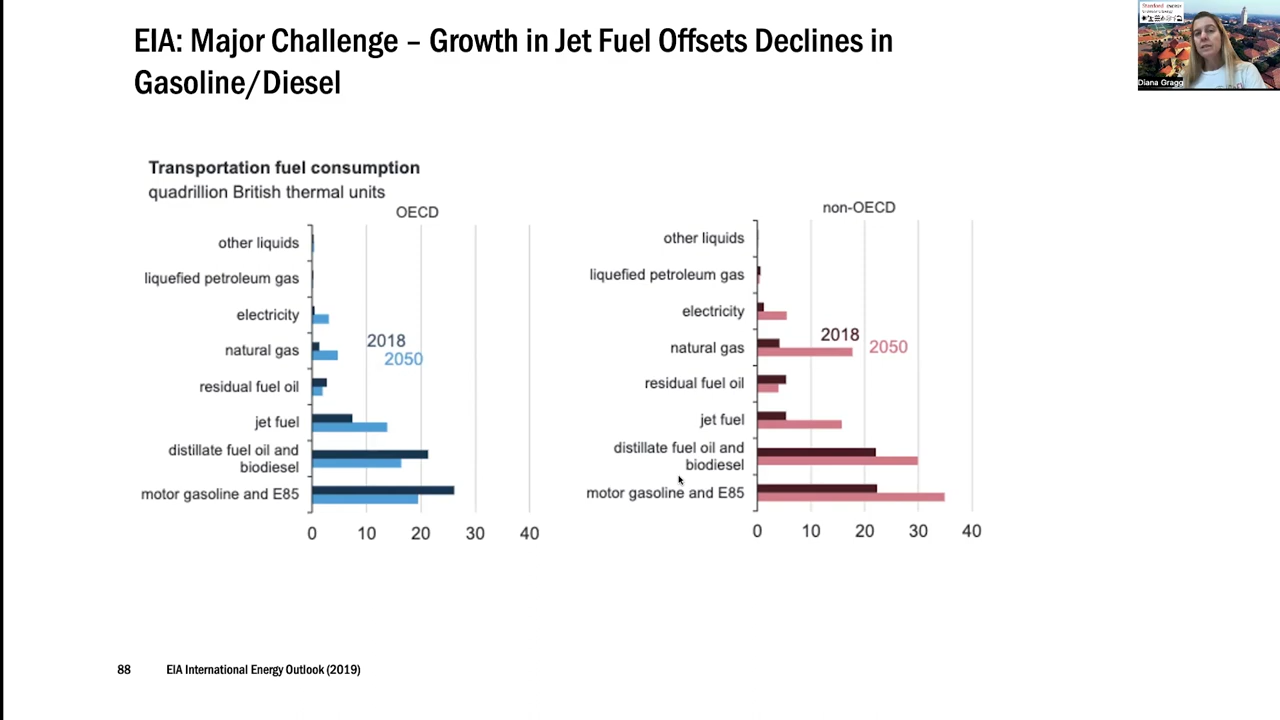 EIA: Major Challenge – Growth in Jet Fuel Offsets Declines in
Gasoline/Diesel
Stanford
Diana Gragg
Transportation fuel consumption
quadrillion British thermal units
OECD
other liquids
liquefied petroleum gas
electricity
2018
natural gas
2050
residual fuel oil
jet fuel
distillate fuel oil and
biodiesel
motor gasoline and E85
0 10 20 30 40
non-OECD
other liquids
liquefied petroleum gas
electricity
2018
natural gas
2050
residual fuel oil
jet fuel
distillate fuel oil and
biodiesel
motor gasoline and E85
0 10 20 30 40
88 EIA International Energy Outlook (2019)